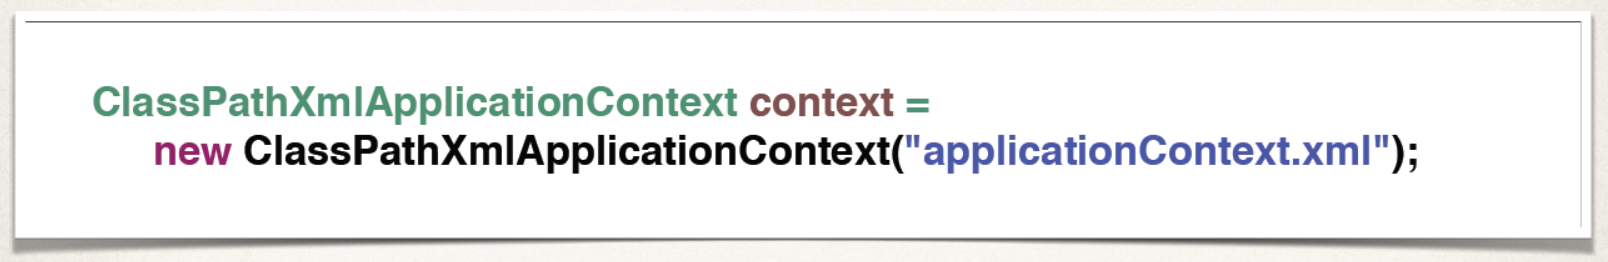 ClassPathXmlApplicationContext context =
new ClassPathXmlApplicationContext("applicationContext.xml");